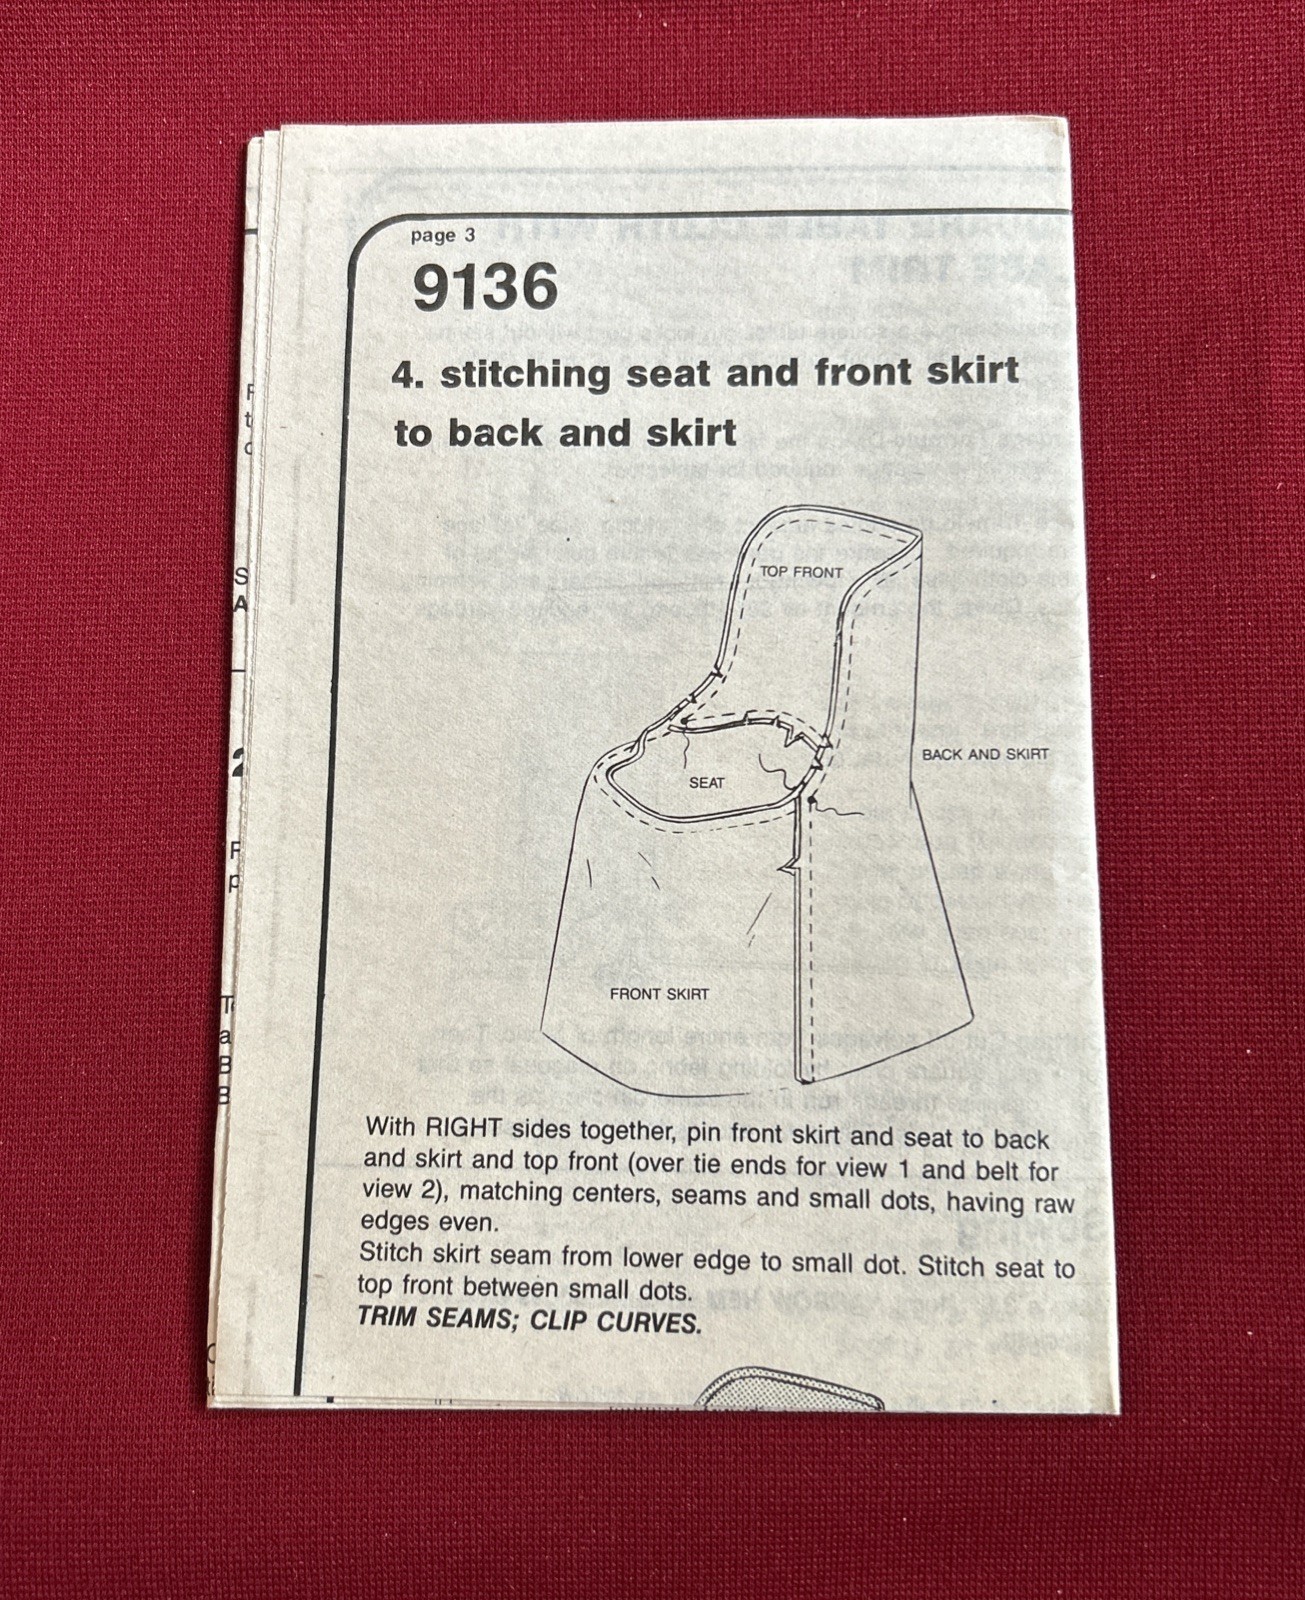 page 3
9136
4. stitching seat and front skirt
to back and skirt
TOP FRONT
BACK AND SKIRT
SEAT
FRONT SKIRT
With RIGHT sides together, pin front skirt and seat to back
and skirt and top front (over tie ends for view 1 and belt for
view 2), matching centers, seams and small dots, having raw
edges even.
Stitch skirt seam from lower edge to small dot. Stitch seat to
top front between small dots.
TRIM SEAMS; CLIP CURVES.